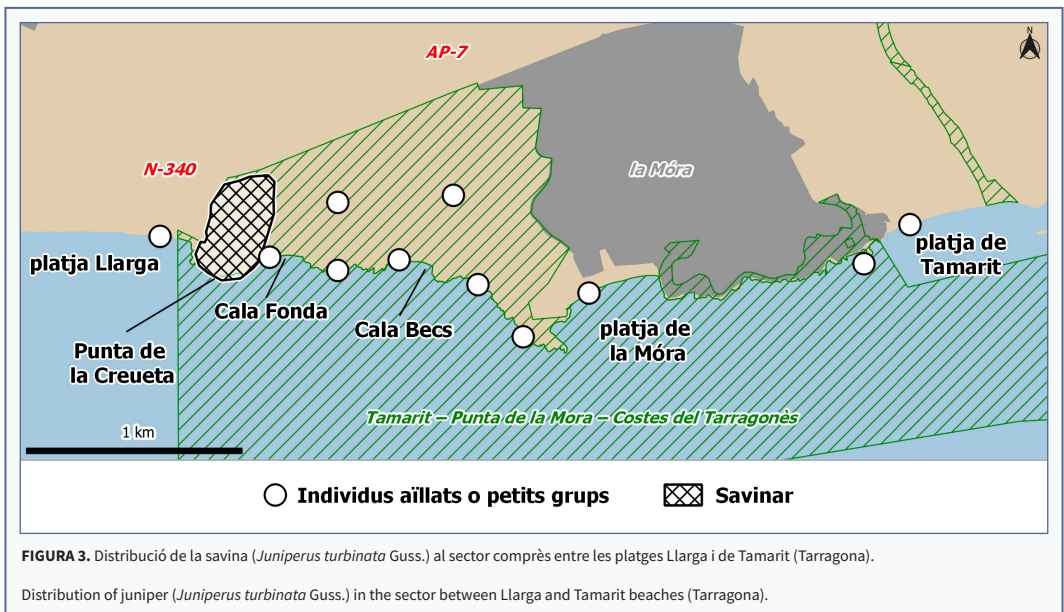 N
AP-7
N-340
la Móra
platja Llarga
platja de
Tamarit
Cala Fonda
Cala Becs
platja de
la Móra
Punta de
la Creueta
Tamarit – Punta de la Mora – Costes del Tarragonès
1 km
Individus aïllats o petits grups
Savinar
FIGURA 3. Distribució de la savina (Juniperus turbinata Guss.) al sector comprès entre les platges Llarga i de Tamarit (Tarragona).
Distribution of juniper (Juniperus turbinata Guss.) in the sector between Llarga and Tamarit beaches (Tarragona).